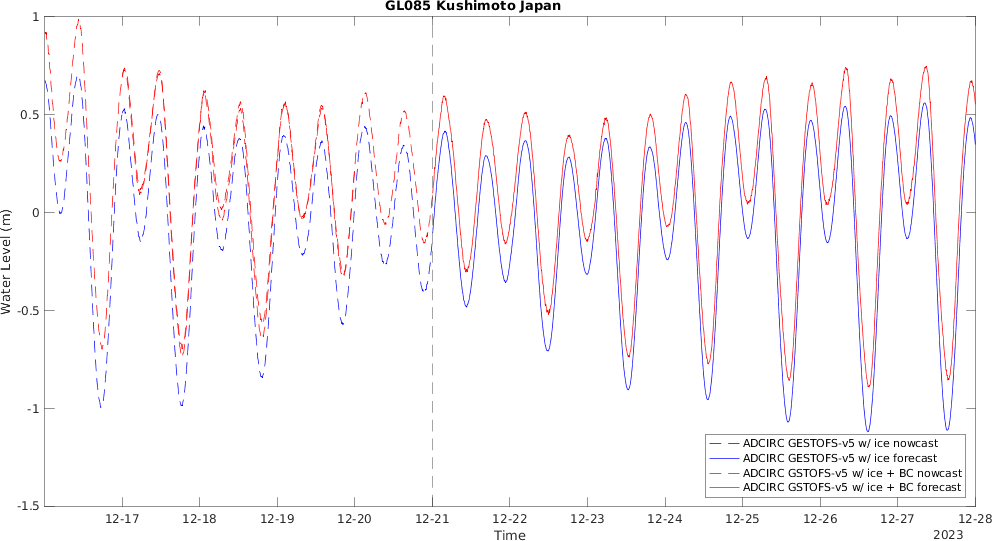 GL085 Kushimoto Japan
1
0.5
0
-0.5
-1
-1.5
Water Level (m)
12-17
12-18
12-19
12-20
12-21
12-22
12-23
12-24
12-25
12-26
12-27
12-28
Time
2023
ADCIRC GESTOFS-v5 w/ ice nowcast
ADCIRC GESTOFS-v5 w/ ice forecast
ADCIRC GSTOFS-v5 w/ ice + BC nowcast
ADCIRC GSTOFS-v5 w/ ice + BC forecast